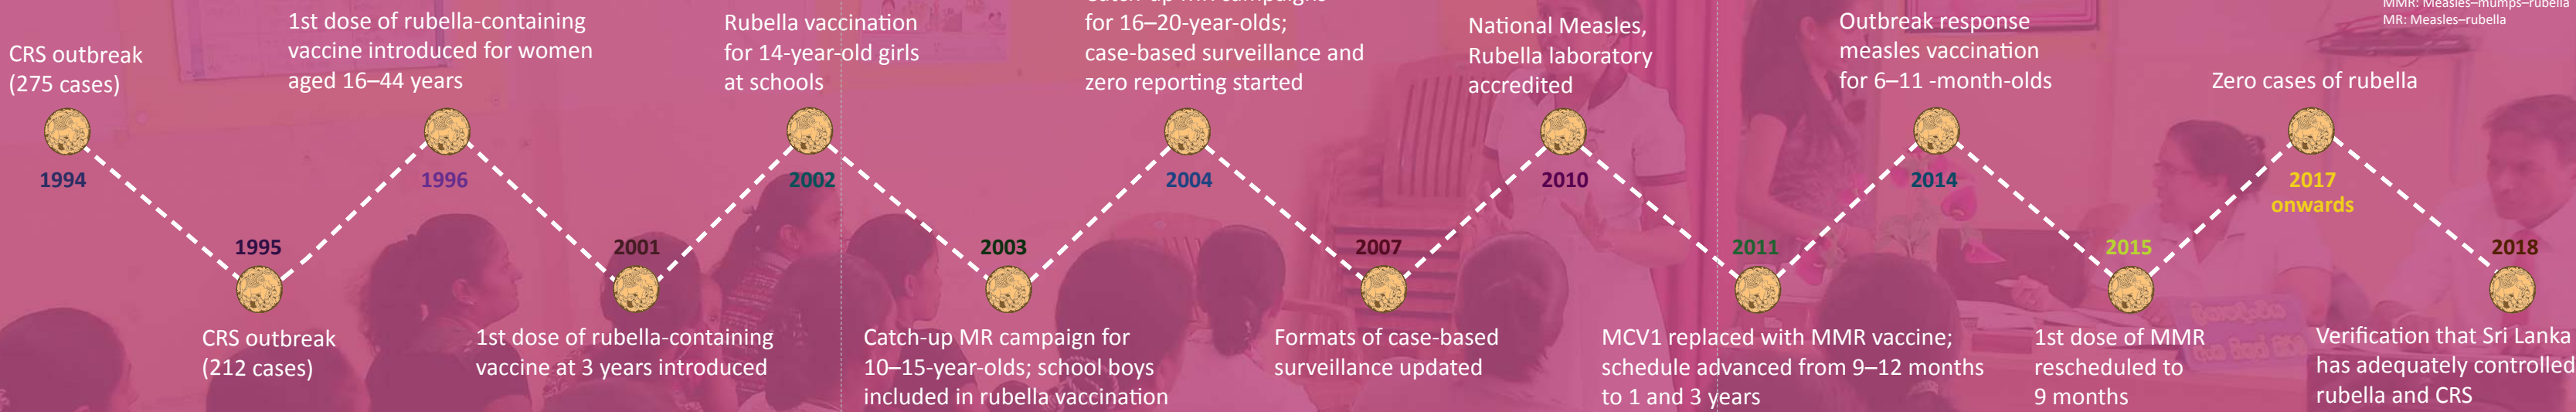 CRS outbreak
(275 cases)
1994
1995
CRS outbreak
(212 cases)
1st dose of rubella-containing
vaccine introduced for women
aged 16–44 years
1996
2001
1st dose of rubella-containing
vaccine at 3 years introduced
Rubella vaccination
for 14-year-old girls
at schools
2002
2003
Catch-up MR campaign for
10–15-year-olds; school boys
included in rubella vaccination
Catch-up MR campaigns
for 16–20-year-olds;
case-based surveillance and
zero reporting started
2004
2007
Formats of case-based
surveillance updated
National Measles,
Rubella laboratory
accredited
2010
2011
MCV1 replaced with MMR vaccine;
schedule advanced from 9–12 months
to 1 and 3 years
Outbreak response
measles vaccination
for 6–11 -month-olds
2014
2015
1st dose of MMR
rescheduled to
9 months
Zero cases of rubella
2017
onwards
2018
Verification that Sri Lanka
has adequately controlled
rubella and CRS
MMR: Measles–mumps–rubella
MR: Measles–rubella